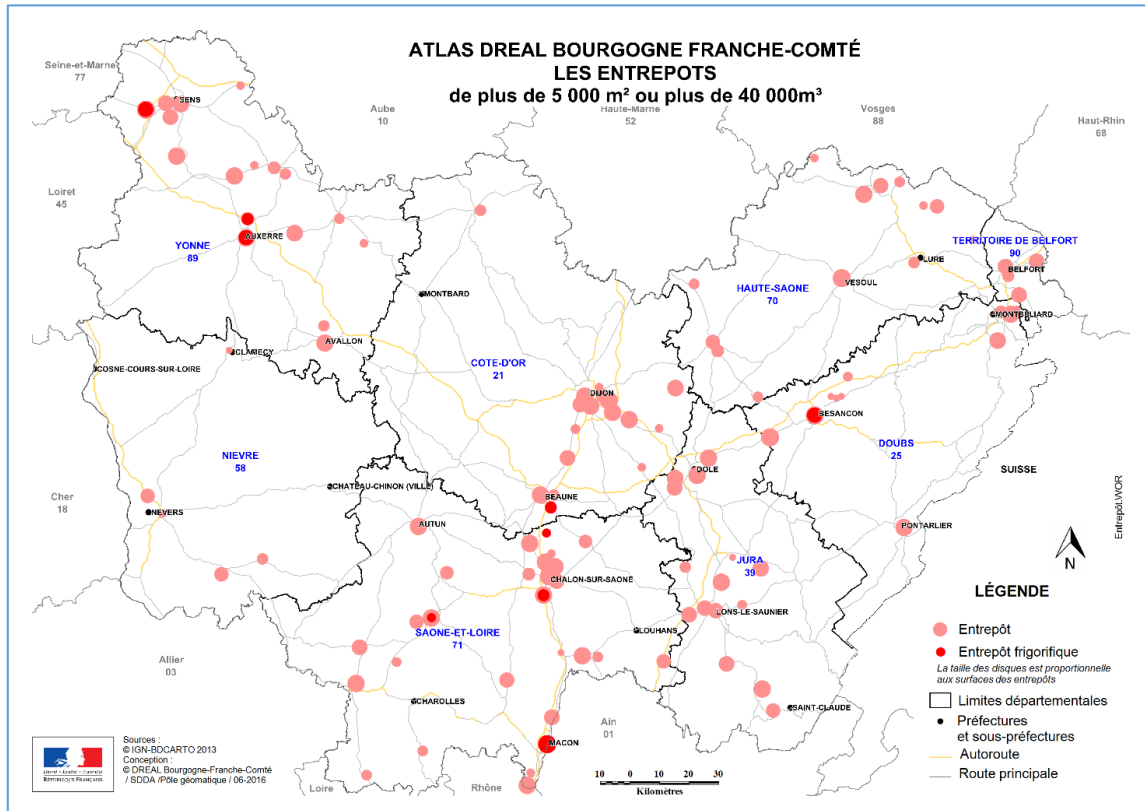 ATLAS DREAL BOURGOGNE FRANCHE-COMTÉ
LES ENTREPOTS
de plus de 5 000 m² ou plus de 40 000m³
Seine-et-Marne
77
Aube
10
Haute-Marne
52
Vosges
88
Haut-Rhin
68
Loiret
45
SENS
AUXERRE
YONNE
89
MONTBARD
AVALLON
CLAMECY
COSNE-COURS-SUR-LOIRE
COTE-D'OR
21
DIJON
HAUTE-SAONE
70
VESOUL
LURE
TERRITOIRE DE BELFORT
90
BELFORT
MONTBELIARD
BESANCON
DOUBS
25
SUISSE
NIEVRE
58
CHATEAU-CHINON (VILLE)
Cher
18
NEVERS
AUTUN
BEAUNE
DOLE
PONTARLIER
JURA
39
CHALON-SUR-SAONE
LONS-LE-SAUNIER
LOUHANS
SAONE-ET-LOIRE
71
Allier
03
CHAROLLES
MACON
Ain
01
SAINT-CLAUDE
Loire
Rhône
Entrepôt.WOR
N
LÉGENDE
Entrepôt
Entrepôt frigorifique
La taille des disques est proportionnelle
aux surfaces des entrepôts
Limites départementales
Préfectures
et sous-préfectures
Autoroute
Route principale
10 0 10 20 30
Kilomètres
Liberté • Égalité • Fraternité
RÉPUBLIQUE FRANÇAISE
Sources :
© IGN-BDCARTO 2013
Conception :
© DREAL Bourgogne-Franche-Comté
/ SDDA /Pôle géomatique / 06-2016